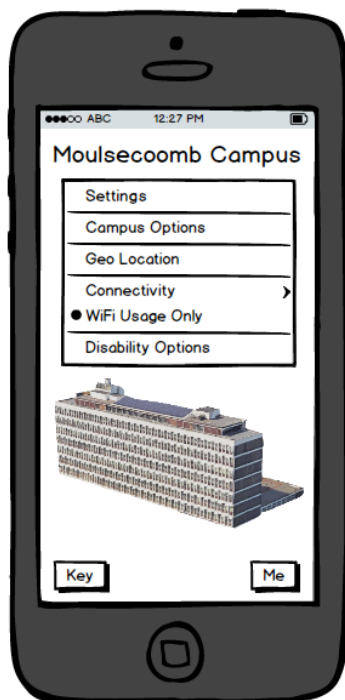 ABC 12:27 PM
Moulsecoomb Campus
Settings
Campus Options
Geo Location
Connectivity
WiFi Usage Only
Disability Options
Key Me